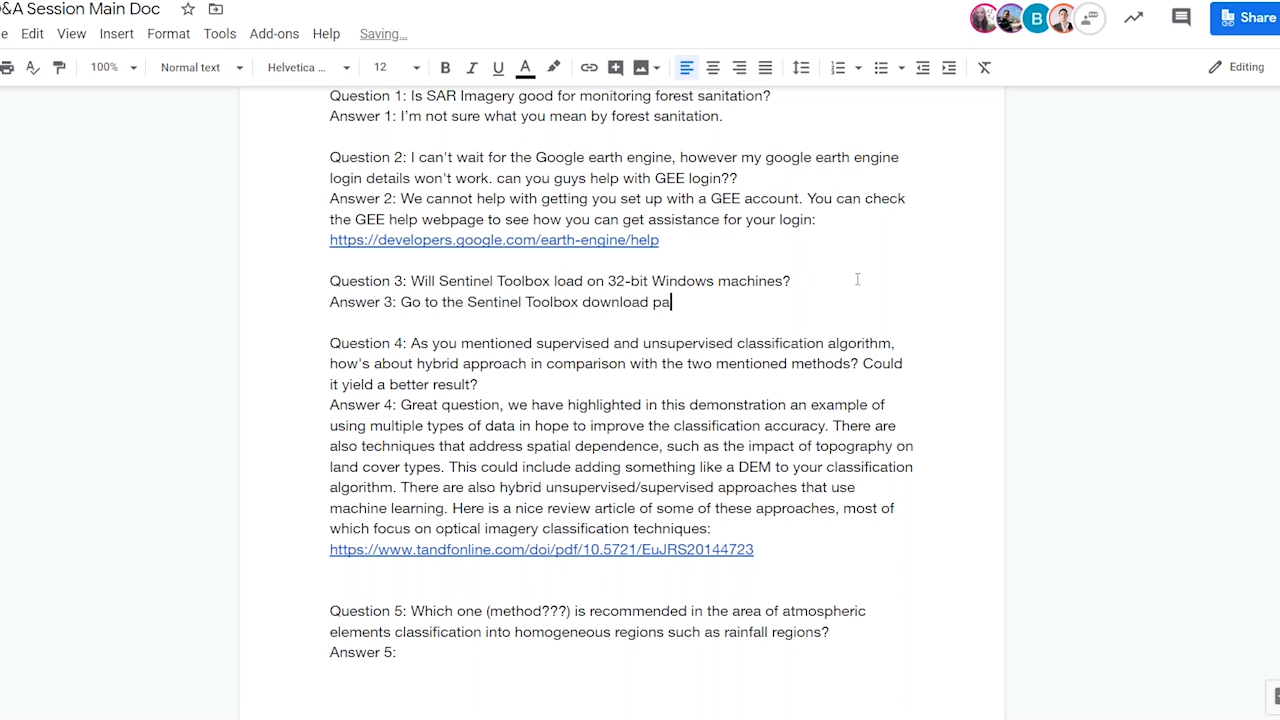 &A Session Main Doc
e Edit View Insert Format Tools Add-ons Help Saving...
B
Share
100% Normal text Helvetica ... 12 B I U A Editing
Question 1: Is SAR Imagery good for monitoring forest sanitation?
Answer 1: I'm not sure what you mean by forest sanitation.
Question 2: I can't wait for the Google earth engine, however my google earth engine
login details won't work. can you guys help with GEE login??
Answer 2: We cannot help with getting you set up with a GEE account. You can check
the GEE help webpage to see how you can get assistance for your login:
https://developers.google.com/earth-engine/help
Question 3: Will Sentinel Toolbox load on 32-bit Windows machines?
Answer 3: Go to the Sentinel Toolbox download pa
Question 4: As you mentioned supervised and unsupervised classification algorithm,
how's about hybrid approach in comparison with the two mentioned methods? Could
it yield a better result?
Answer 4: Great question, we have highlighted in this demonstration an example of
using multiple types of data in hope to improve the classification accuracy. There are
also techniques that address spatial dependence, such as the impact of topography on
land cover types. This could include adding something like a DEM to your classification
algorithm. There are also hybrid unsupervised/supervised approaches that use
machine learning. Here is a nice review article of some of these approaches, most of
which focus on optical imagery classification techniques:
https://www.tandfonline.com/doi/pdf/10.5721/EuJRS20144723
Question 5: Which one (method???) is recommended in the area of atmospheric
elements classification into homogeneous regions such as rainfall regions?
Answer 5: